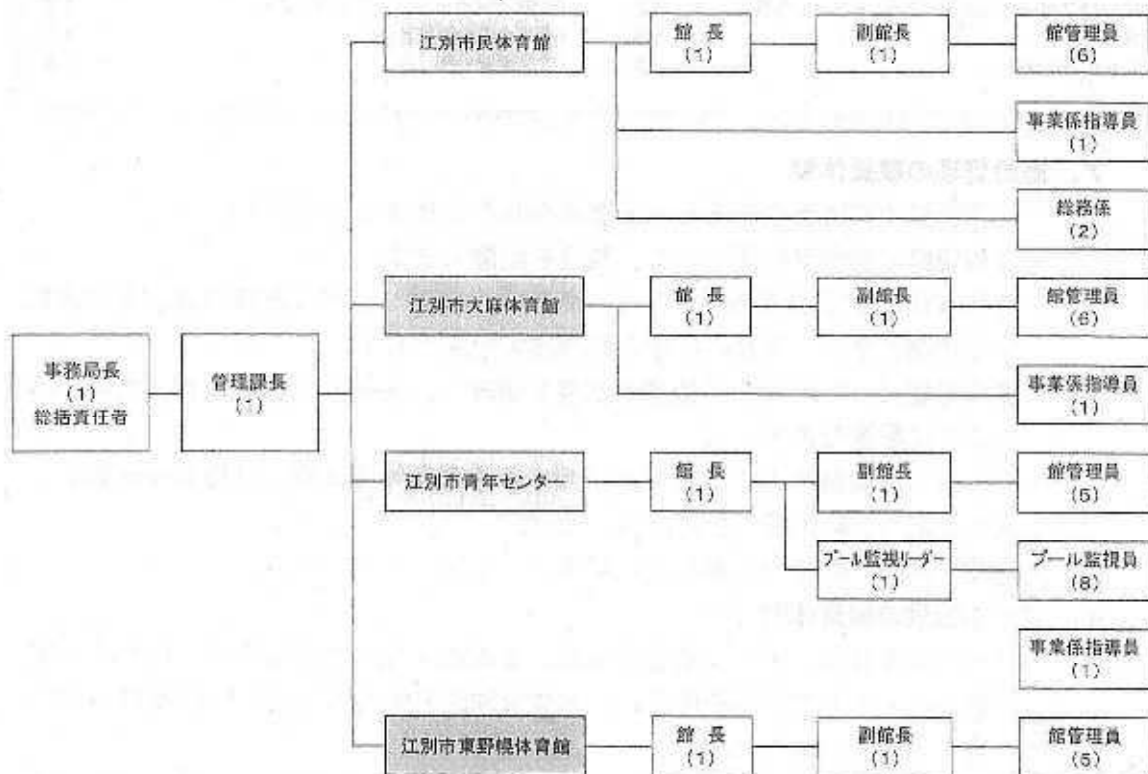 江別市民体育館
館 長
(1)
副館長
(1)
館管理員
(6)
事業係指導員
(1)
総務係
(2)
江別市大麻体育館
館 長
(1)
副館長
(1)
館管理員
(6)
事業係指導員
(1)
事務局長
(1)
総括責任者
管理課長
(1)
江別市青年センター
館 長
(1)
副館長
(1)
館管理員
(5)
プール監視リーダー
(1)
プール監視員
(8)
事業係指導員
(1)
江別市東野幌体育館
館 長
(1)
副館長
(1)
館管理員
(5)